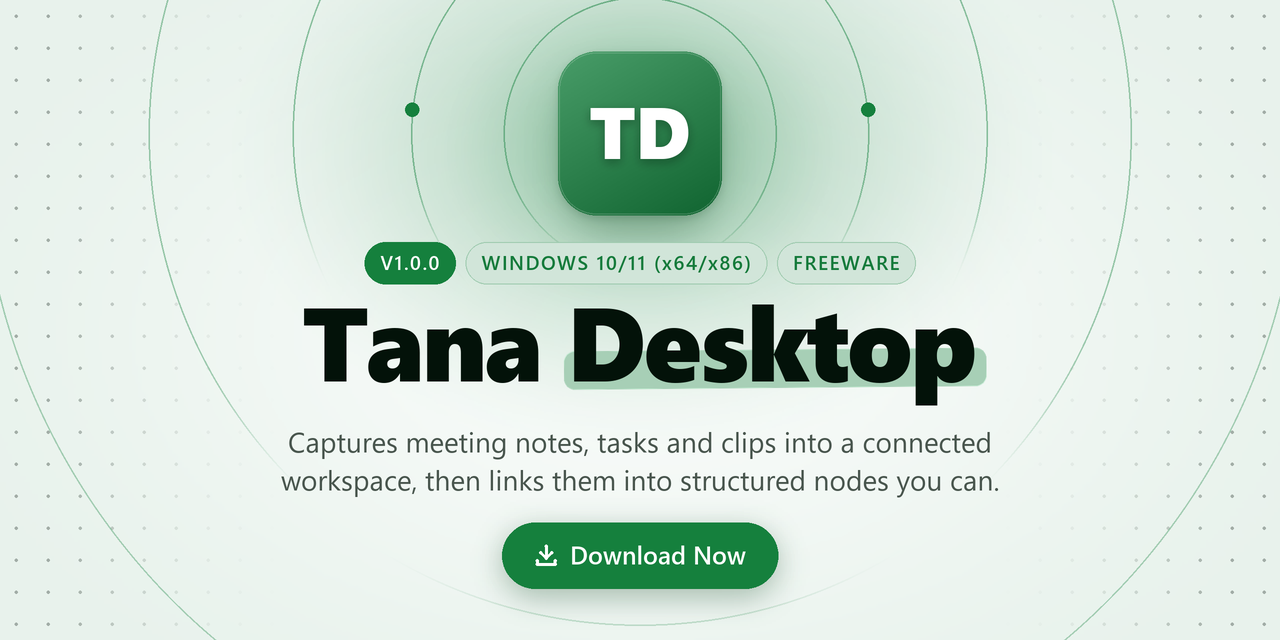 TD
V1.0.0
WINDOWS 10/11 (x64/x86)
FREEWARE
Tana Desktop
Captures meeting notes, tasks and clips into a connected
workspace, then links them into structured nodes you can.
Download Now